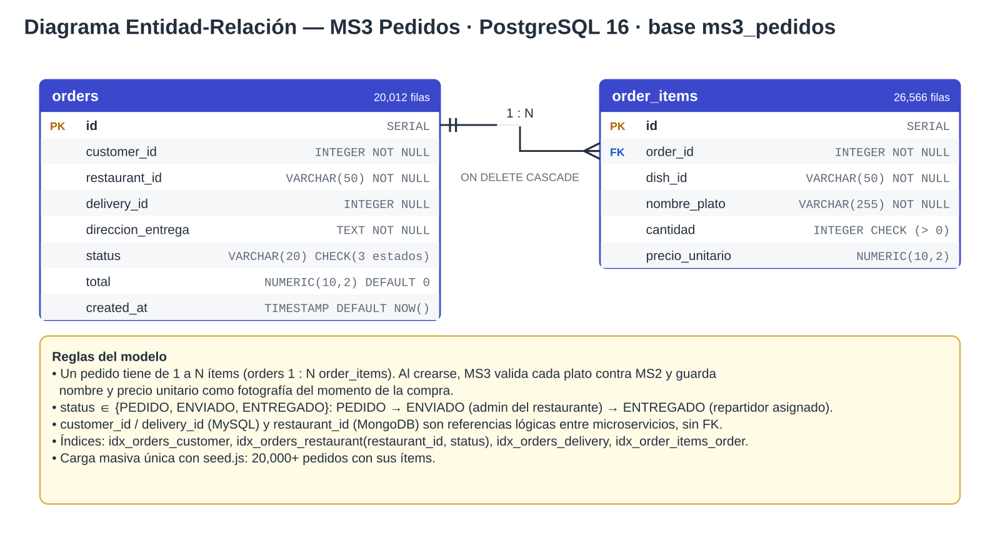 Diagrama Entidad-Relación — MS3 Pedidos · PostgreSQL 16 · base ms3_pedidos
orders 20,012 filas
PK id SERIAL
customer_id INTEGER NOT NULL
restaurant_id VARCHAR(50) NOT NULL
delivery_id INTEGER NULL
direccion_entrega TEXT NOT NULL
status VARCHAR(20) CHECK(3 estados)
total NUMERIC(10,2) DEFAULT 0
created_at TIMESTAMP DEFAULT NOW()
1 : N
ON DELETE CASCADE
order_items 26,566 filas
PK id SERIAL
FK order_id INTEGER NOT NULL
dish_id VARCHAR(50) NOT NULL
nombre_plato VARCHAR(255) NOT NULL
cantidad INTEGER CHECK (> 0)
precio_unitario NUMERIC(10,2)
Reglas del modelo
• Un pedido tiene de 1 a N ítems (orders 1 : N order_items). Al crearse, MS3 valida cada plato contra MS2 y guarda
nombre y precio unitario como fotografía del momento de la compra.
• status ∈ {PEDIDO, ENVIADO, ENTREGADO}: PEDIDO → ENVIADO (admin del restaurante) → ENTREGADO (repartidor asignado).
• customer_id / delivery_id (MySQL) y restaurant_id (MongoDB) son referencias lógicas entre microservicios, sin FK.
• Índices: idx_orders_customer, idx_orders_restaurant(restaurant_id, status), idx_orders_delivery, idx_order_items_order.
• Carga masiva única con seed.js: 20,000+ pedidos con sus ítems.